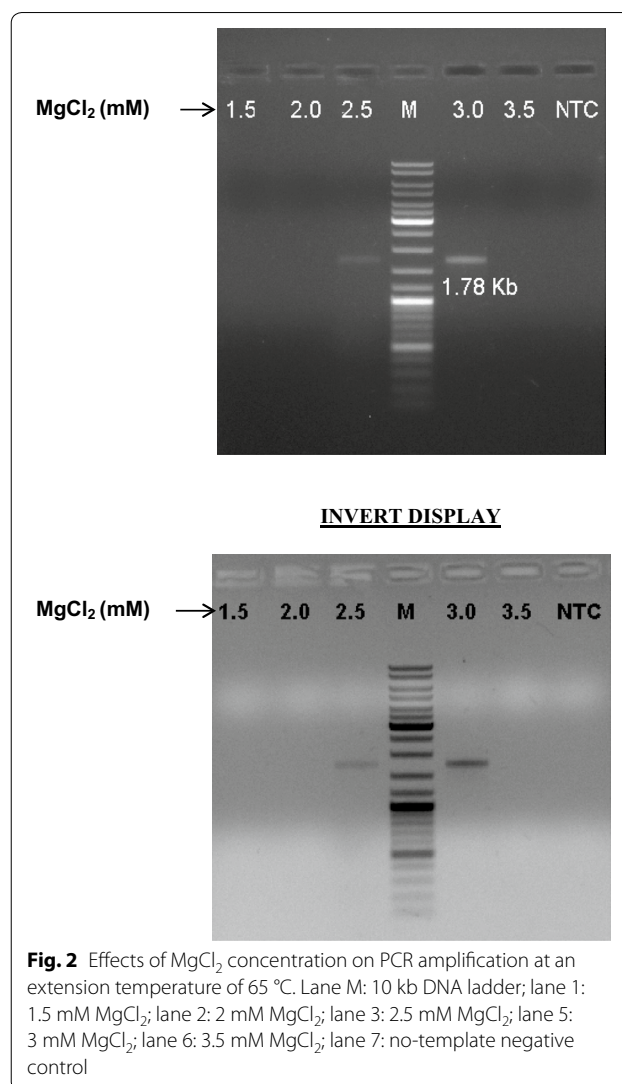 MgCl₂ (mM) → 1.5 2.0 2.5 M 3.0 3.5 NTC
1.78 Kb
INVERT DISPLAY
MgCl₂ (mM) → 1.5 2.0 2.5 M 3.0 3.5 NTC
Fig. 2 Effects of MgCl₂ concentration on PCR amplification at an
extension temperature of 65 °C. Lane M: 10 kb DNA ladder; lane 1:
1.5 mM MgCl₂; lane 2: 2 mM MgCl₂; lane 3: 2.5 mM MgCl₂; lane 5:
3 mM MgCl₂; lane 6: 3.5 mM MgCl₂; lane 7: no-template negative
control